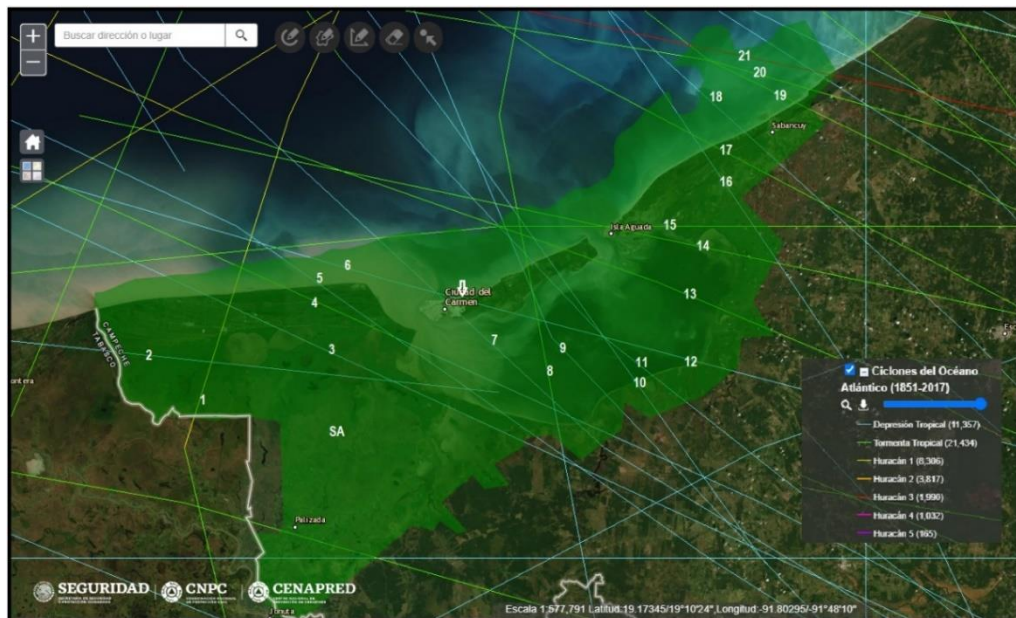 +
Buscar dirección o lugar
−
21
20
18
19
Sabancuy
17
16
15
Isla Aguada
14
6
5
13
4
Ciudad del
Carmen
7
3
9
2
8
11
12
10
1
SA
CAMPECHE
TABASCO
Palizada
Jonuta
Ciclones del Océano
Atlántico (1851-2017)
Depresión Tropical (11,357)
Tormenta Tropical (21,434)
Huracán 1 (6,306)
Huracán 2 (3,817)
Huracán 3 (1,990)
Huracán 4 (1,032)
Huracán 5 (165)
SEGURIDAD
CNPC
CENAPRED
Escala 1:577,791 Latitud:19.17345/19°10'24",Longitud:-91.80295/-91°48'10"